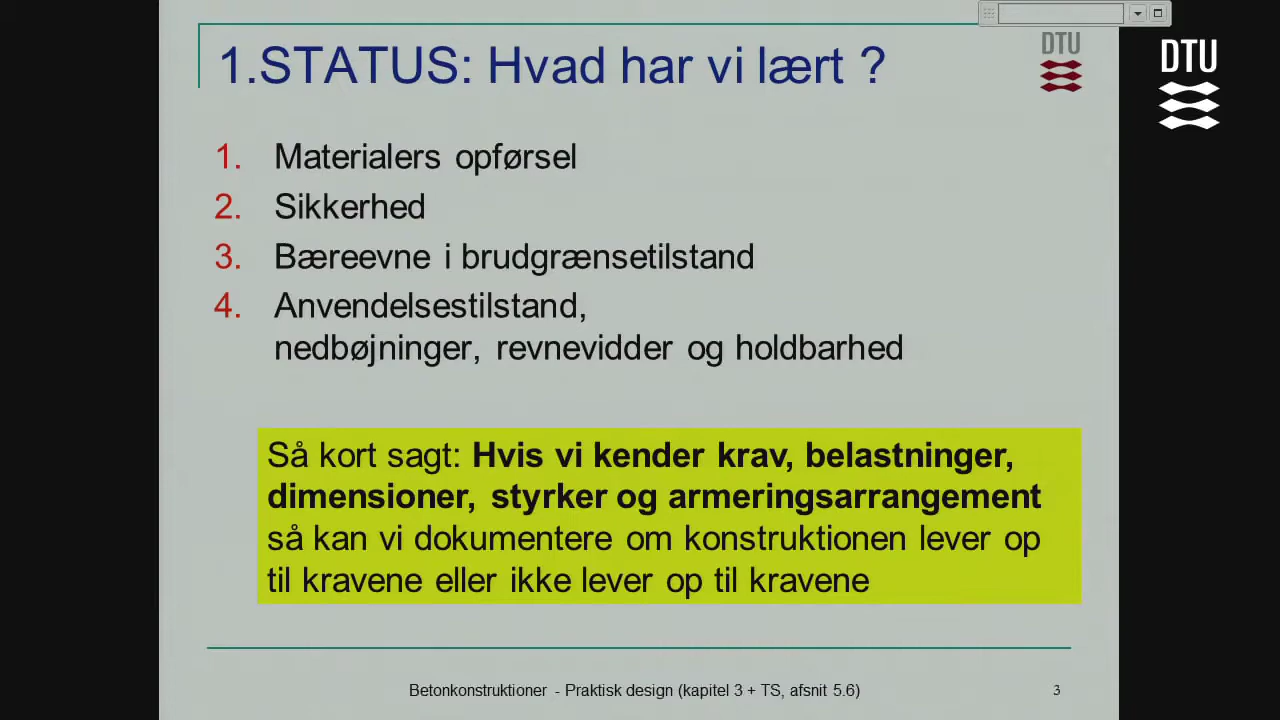 1.STATUS: Hvad har vi lært ?
DTU
DTU
1. Materialers opførsel
2. Sikkerhed
3. Bæreevne i brudgrænsetilstand
4. Anvendelsestilstand,
nedbøjninger, revnevidder og holdbarhed
Så kort sagt: Hvis vi kender krav, belastninger,
dimensioner, styrker og armeringsarrangement
så kan vi dokumentere om konstruktionen lever op
til kravene eller ikke lever op til kravene
Betonkonstruktioner - Praktisk design (kapitel 3 + TS, afsnit 5.6)
3